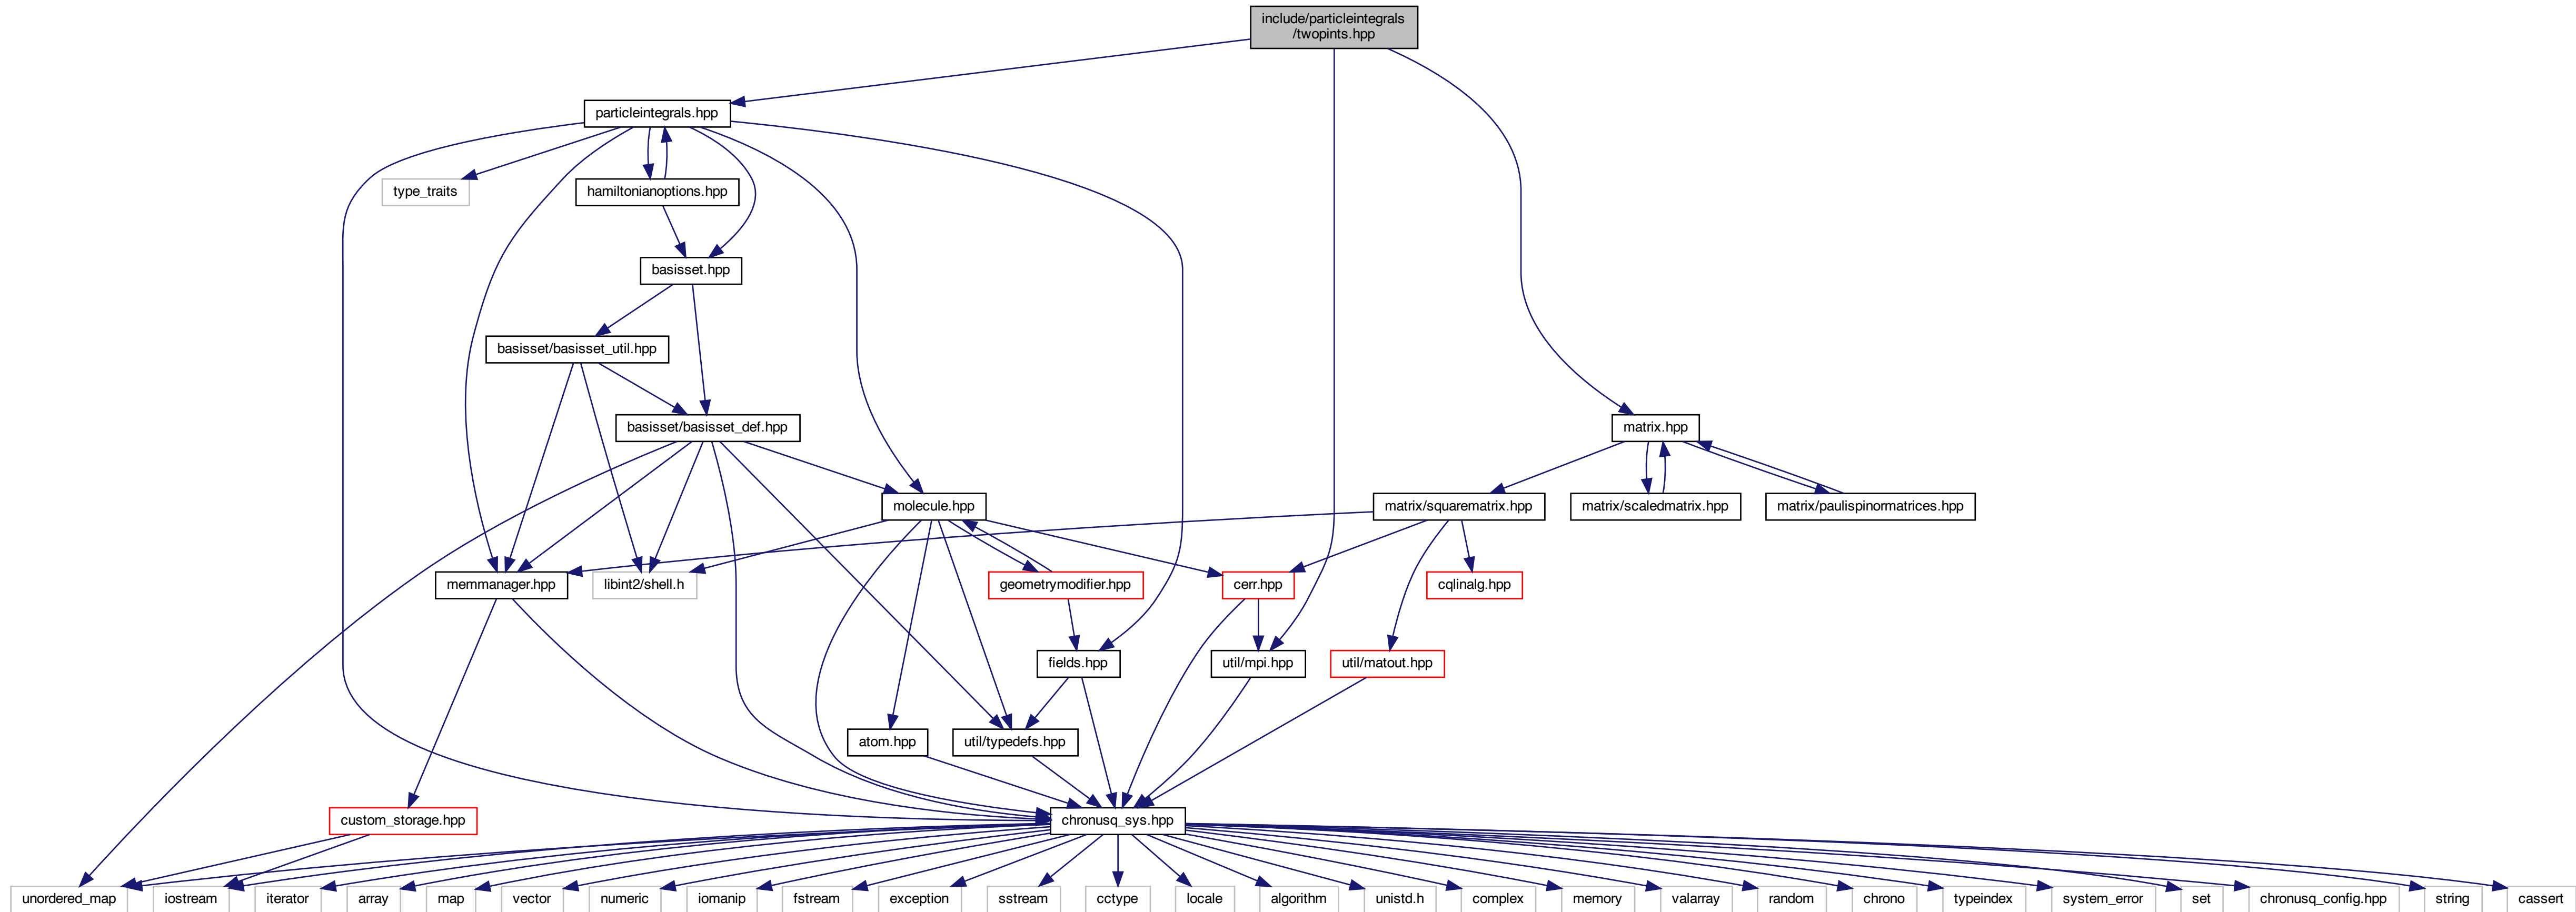 include/particleintegrals
/twopints.hpp
particleintegrals.hpp
type_traits
hamiltonianoptions.hpp
basisset.hpp
basisset/basisset_util.hpp
basisset/basisset_def.hpp
matrix.hpp
molecule.hpp
matrix/squarematrix.hpp
matrix/scaledmatrix.hpp
matrix/paulispinormatrices.hpp
memmanager.hpp
libint2/shell.h
geometrymodifier.hpp
cerr.hpp
cqlinalg.hpp
fields.hpp
util/mpi.hpp
util/matout.hpp
atom.hpp
util/typedefs.hpp
custom_storage.hpp
chronusq_sys.hpp
unordered_map
iostream
iterator
array
map
vector
numeric
iomanip
fstream
exception
sstream
cctype
locale
algorithm
unistd.h
complex
memory
valarray
random
chrono
typeindex
system_error
set
chronusq_config.hpp
string
cassert